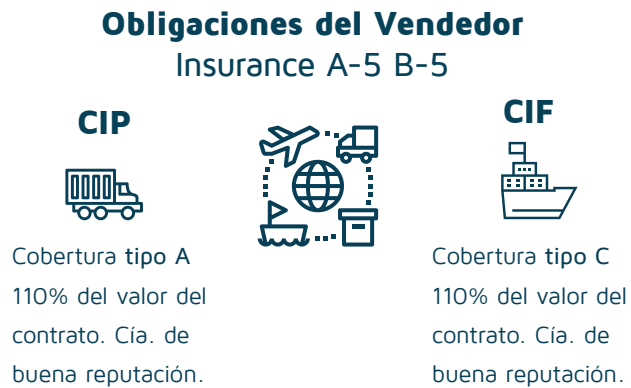 Obligaciones del Vendedor
Insurance A-5 B-5
CIP
Cobertura tipo A
110% del valor del
contrato. Cía. de
buena reputación.
CIF
Cobertura tipo C
110% del valor del
contrato. Cía. de
buena reputación.